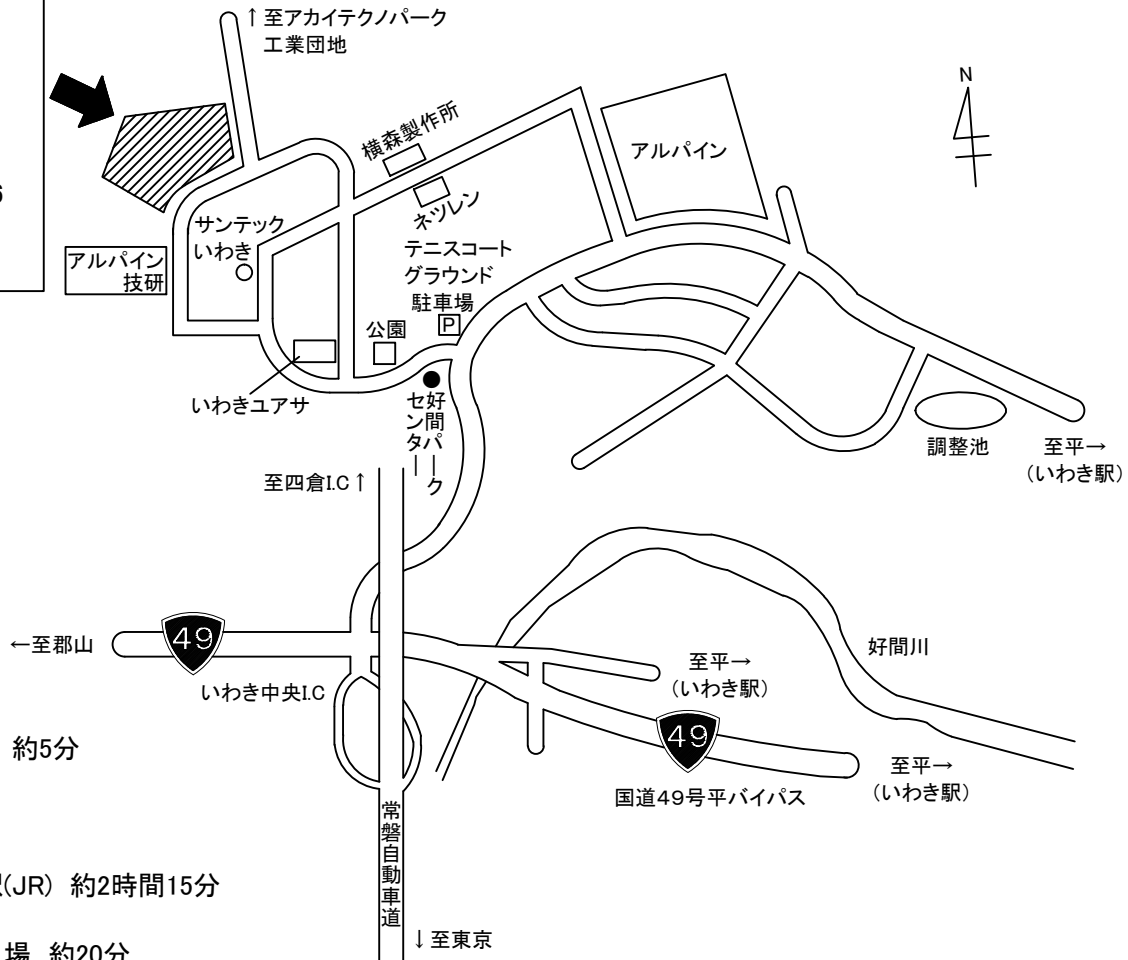 ↑至アカイテクノパーク
工業団地
N
横森製作所
アルパイン
6
ネツレン
サンテック
いわき
テニスコート
グラウンド
駐車場
P
アルパイン
技研
公園
いわきユアサ
好間パーク
センター
調整池
至平→
(いわき駅)
至四倉I.C↑
←至郡山
49
いわき中央I.C
好間川
至平→
(いわき駅)
49
約5分
至平→
(いわき駅)
国道49号平バイパス
常磐自動車道
(JR) 約2時間15分
↓至東京
場 約20分